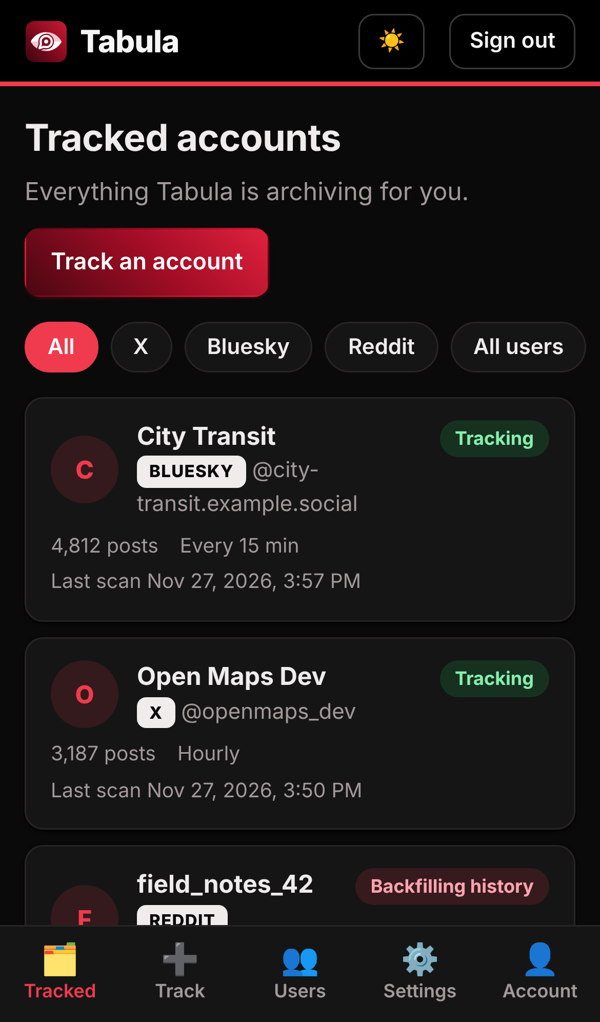 Tabula
Sign out
Tracked accounts
Everything Tabula is archiving for you.
Track an account
All
X
Bluesky
Reddit
All users
C
City Transit
Tracking
BLUESKY @city-
transit.example.social
4,812 posts Every 15 min
Last scan Nov 27, 2026, 3:57 PM
O
Open Maps Dev
Tracking
X @openmaps_dev
3,187 posts Hourly
Last scan Nov 27, 2026, 3:50 PM
F
field_notes_42
Backfilling history
REDDIT
Tracked
Track
Users
Settings
Account